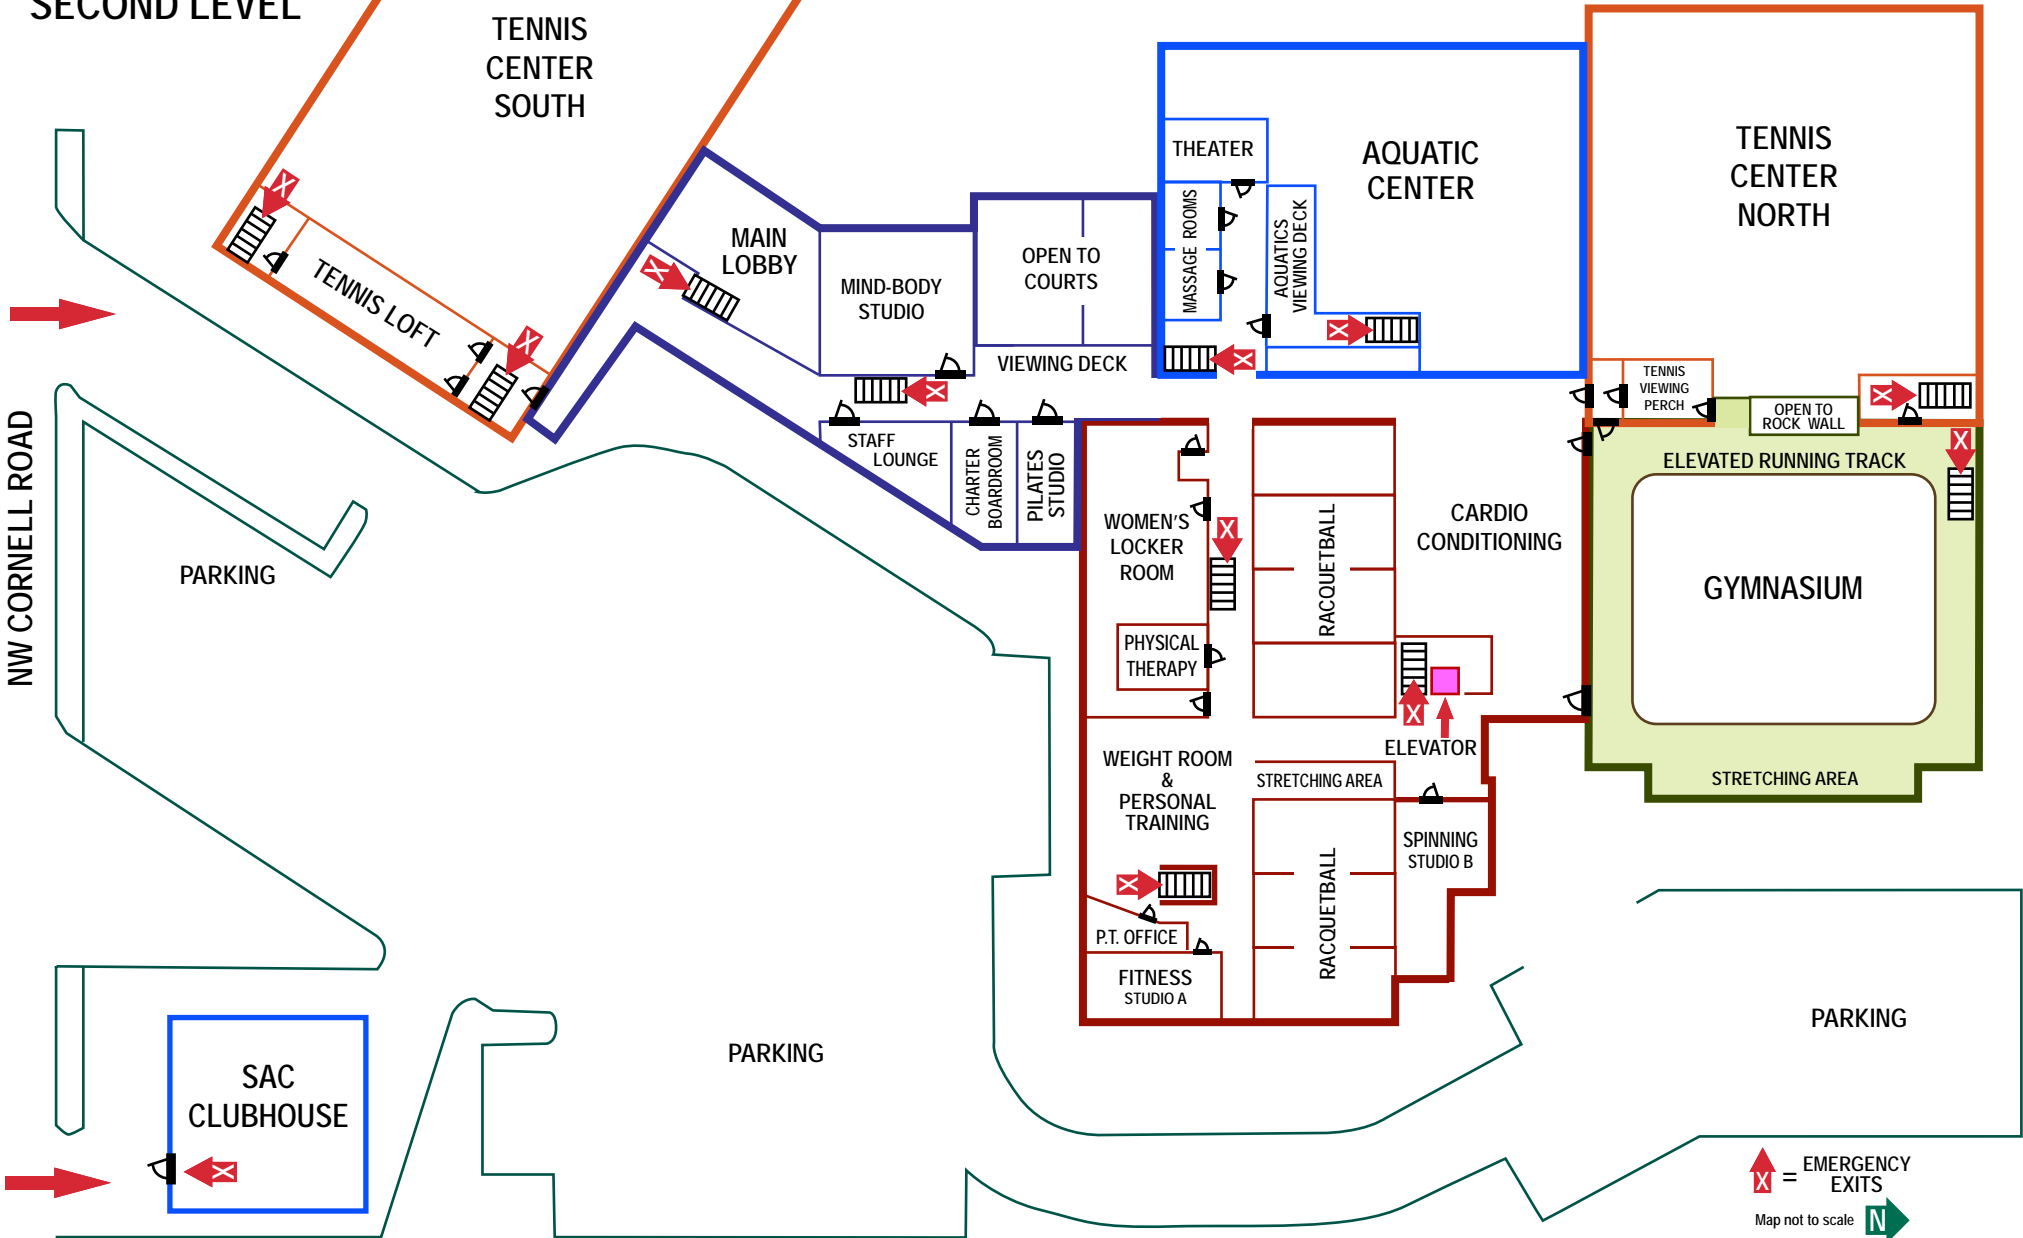 SECOND LEVEL
TENNIS
CENTER
SOUTH
X
TENNIS LOFT
X
MAIN
LOBBY
X
MIND-BODY
STUDIO
OPEN TO
COURTS
VIEWING DECK
X
STAFF
LOUNGE
CHARTER
BOARDROOM
PILATES
STUDIO
THEATER
MASSAGE ROOMS
AQUATICS
VIEWING DECK
AQUATIC
CENTER
X
X
TENNIS
CENTER
NORTH
TENNIS
VIEWING
PERCH
OPEN TO
ROCK WALL
X
X
ELEVATED RUNNING TRACK
GYMNASIUM
STRETCHING AREA
WOMEN'S
LOCKER
ROOM
X
PHYSICAL
THERAPY
RACQUETBALL
CARDIO
CONDITIONING
X
ELEVATOR
WEIGHT ROOM
&
PERSONAL
TRAINING
STRETCHING AREA
SPINNING
STUDIO B
RACQUETBALL
X
P.T. OFFICE
FITNESS
STUDIO A
NW CORNELL ROAD
PARKING
PARKING
PARKING
SAC
CLUBHOUSE
X
X
= EMERGENCY
EXITS
Map not to scale
N